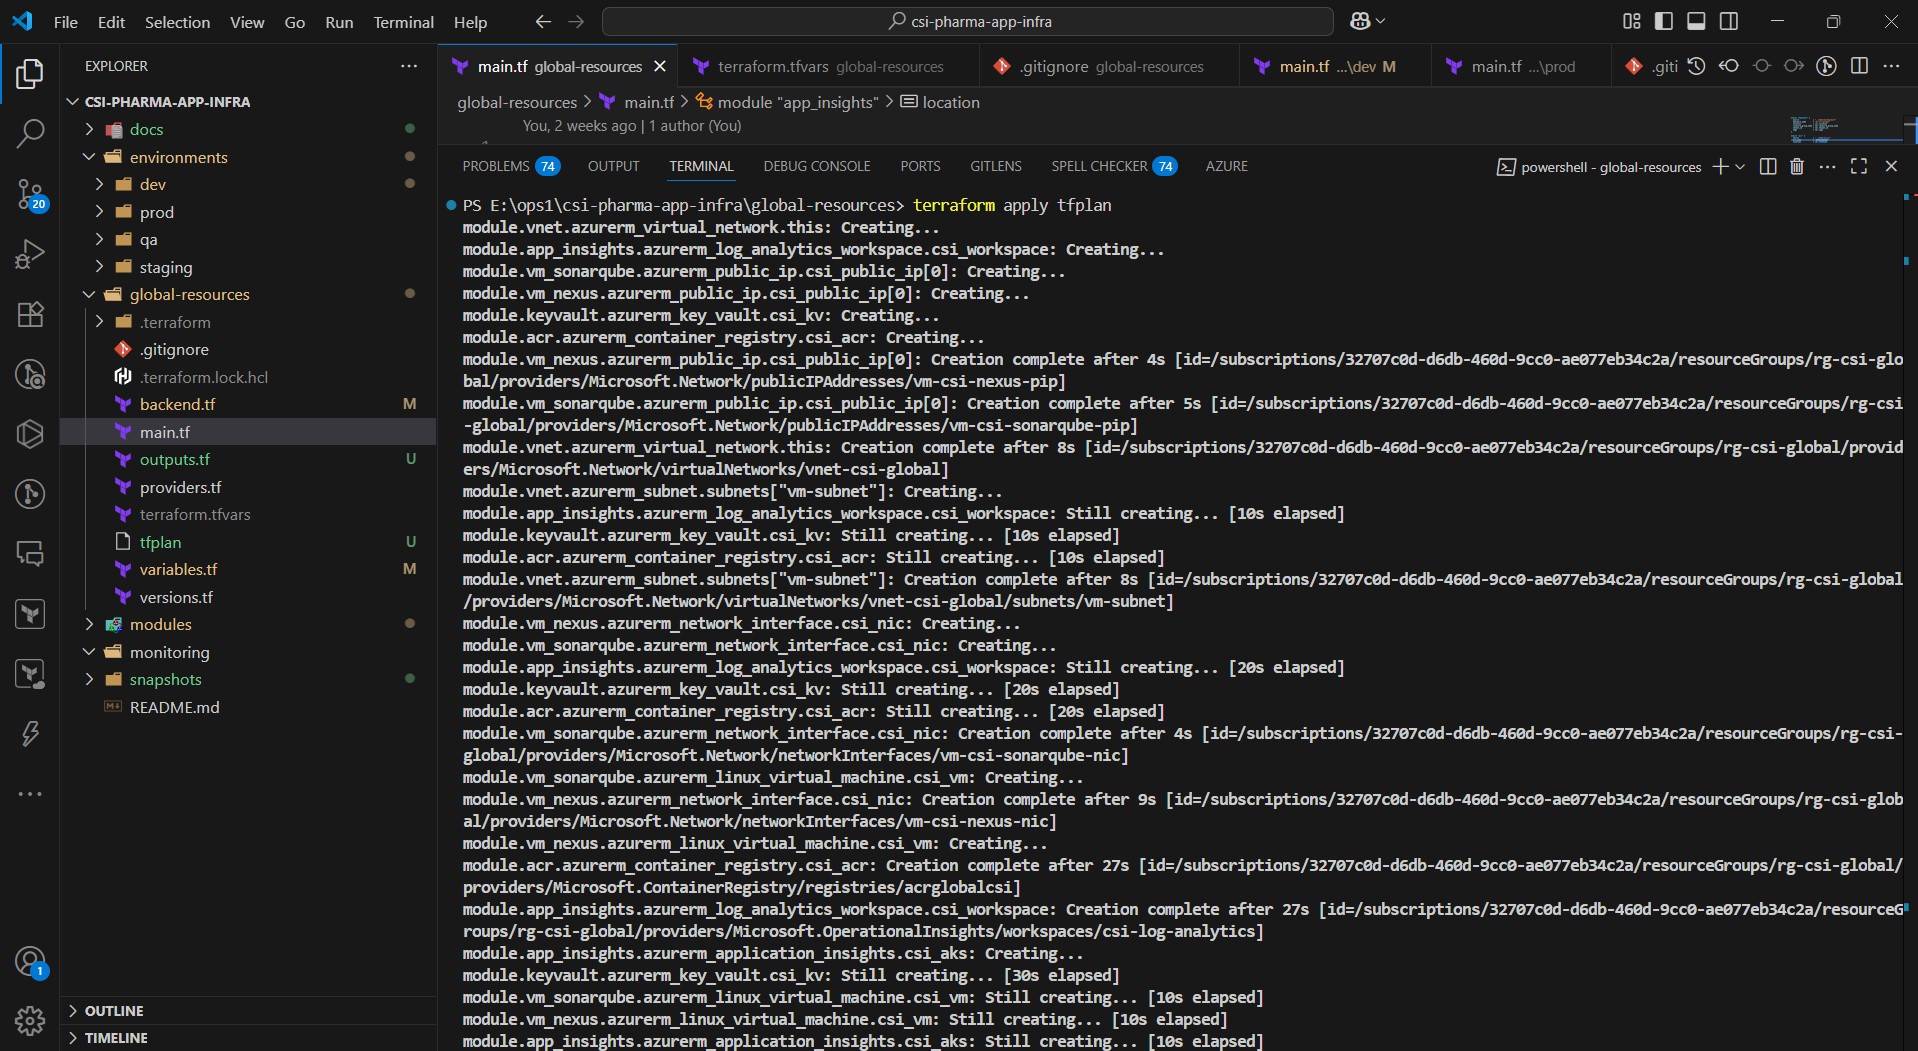 File Edit Selection View Go Run Terminal Help
csi-pharma-app-infra
EXPLORER
CSI-PHARMA-APP-INFRA
docs
environments
dev
prod
qa
staging
global-resources
.terraform
.gitignore
.terraform.lock.hcl
backend.tf M
main.tf
outputs.tf U
providers.tf
terraform.tfvars
tfplan U
variables.tf M
versions.tf
modules
monitoring
snapshots
README.md
OUTLINE
TIMELINE
20
1
main.tf global-resources
terraform.tfvars global-resources
.gitignore global-resources
main.tf ...\dev M
main.tf ...\prod
.giti
global-resources > main.tf > module "app_insights" > location
You, 2 weeks ago | 1 author (You)
PROBLEMS 74 OUTPUT TERMINAL DEBUG CONSOLE PORTS GITLENS SPELL CHECKER 74 AZURE
powershell - global-resources
PS E:\ops1\csi-pharma-app-infra\global-resources> terraform apply tfplan
module.vnet.azurerm_virtual_network.this: Creating...
module.app_insights.azurerm_log_analytics_workspace.csi_workspace: Creating...
module.vm_sonarqube.azurerm_public_ip.csi_public_ip[0]: Creating...
module.vm_nexus.azurerm_public_ip.csi_public_ip[0]: Creating...
module.keyvault.azurerm_key_vault.csi_kv: Creating...
module.acr.azurerm_container_registry.csi_acr: Creating...
module.vm_nexus.azurerm_public_ip.csi_public_ip[0]: Creation complete after 4s [id=/subscriptions/32707c0d-d6db-460d-9cc0-ae077eb34c2a/resourceGroups/rg-csi-glo
bal/providers/Microsoft.Network/publicIPAddresses/vm-csi-nexus-pip]
module.vm_sonarqube.azurerm_public_ip.csi_public_ip[0]: Creation complete after 5s [id=/subscriptions/32707c0d-d6db-460d-9cc0-ae077eb34c2a/resourceGroups/rg-csi
-global/providers/Microsoft.Network/publicIPAddresses/vm-csi-sonarqube-pip]
module.vnet.azurerm_virtual_network.this: Creation complete after 8s [id=/subscriptions/32707c0d-d6db-460d-9cc0-ae077eb34c2a/resourceGroups/rg-csi-global/provid
ers/Microsoft.Network/virtualNetworks/vnet-csi-global]
module.vnet.azurerm_subnet.subnets["vm-subnet"]: Creating...
module.app_insights.azurerm_log_analytics_workspace.csi_workspace: Still creating... [10s elapsed]
module.keyvault.azurerm_key_vault.csi_kv: Still creating... [10s elapsed]
module.acr.azurerm_container_registry.csi_acr: Still creating... [10s elapsed]
module.vnet.azurerm_subnet.subnets["vm-subnet"]: Creation complete after 8s [id=/subscriptions/32707c0d-d6db-460d-9cc0-ae077eb34c2a/resourceGroups/rg-csi-global
/providers/Microsoft.Network/virtualNetworks/vnet-csi-global/subnets/vm-subnet]
module.vm_nexus.azurerm_network_interface.csi_nic: Creating...
module.vm_sonarqube.azurerm_network_interface.csi_nic: Creating...
module.app_insights.azurerm_log_analytics_workspace.csi_workspace: Still creating... [20s elapsed]
module.keyvault.azurerm_key_vault.csi_kv: Still creating... [20s elapsed]
module.acr.azurerm_container_registry.csi_acr: Still creating... [20s elapsed]
module.vm_sonarqube.azurerm_network_interface.csi_nic: Creation complete after 4s [id=/subscriptions/32707c0d-d6db-460d-9cc0-ae077eb34c2a/resourceGroups/rg-csi-
global/providers/Microsoft.Network/networkInterfaces/vm-csi-sonarqube-nic]
module.vm_sonarqube.azurerm_linux_virtual_machine.csi_vm: Creating...
module.vm_nexus.azurerm_network_interface.csi_nic: Creation complete after 9s [id=/subscriptions/32707c0d-d6db-460d-9cc0-ae077eb34c2a/resourceGroups/rg-csi-glob
al/providers/Microsoft.Network/networkInterfaces/vm-csi-nexus-nic]
module.vm_nexus.azurerm_linux_virtual_machine.csi_vm: Creating...
module.acr.azurerm_container_registry.csi_acr: Creation complete after 27s [id=/subscriptions/32707c0d-d6db-460d-9cc0-ae077eb34c2a/resourceGroups/rg-csi-global/
providers/Microsoft.ContainerRegistry/registries/acrglobalcsi]
module.app_insights.azurerm_log_analytics_workspace.csi_workspace: Creation complete after 27s [id=/subscriptions/32707c0d-d6db-460d-9cc0-ae077eb34c2a/resourceG
roups/rg-csi-global/providers/Microsoft.OperationalInsights/workspaces/csi-log-analytics]
module.app_insights.azurerm_application_insights.csi_aks: Creating...
module.keyvault.azurerm_key_vault.csi_kv: Still creating... [30s elapsed]
module.vm_sonarqube.azurerm_linux_virtual_machine.csi_vm: Still creating... [10s elapsed]
module.vm_nexus.azurerm_linux_virtual_machine.csi_vm: Still creating... [10s elapsed]
module.app_insights.azurerm_application_insights.csi_aks: Still creating... [10s elapsed]